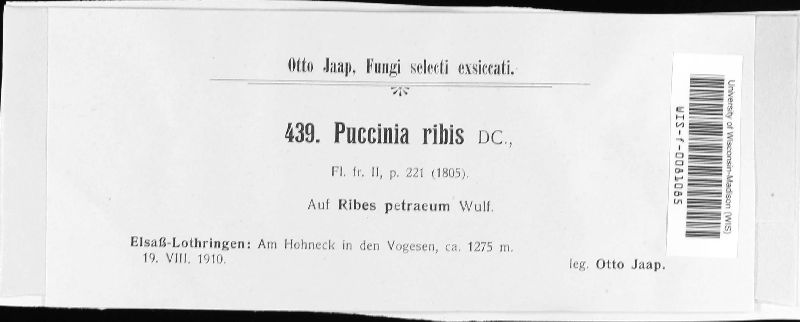 Otto Jaap, Fungi selecti exsiccati.
439. Puccinia ribis DC.,
Fl. fr. II, p. 221 (1805).
Auf Ribes petraeum Wulf.
Elsaß-Lothringen: Am Hohneck in den Vogesen, ca. 1275 m.
19. VIII. 1910.
leg. Otto Jaap.
University of Wisconsin-Madison (WIS)
WIS-f-0081085